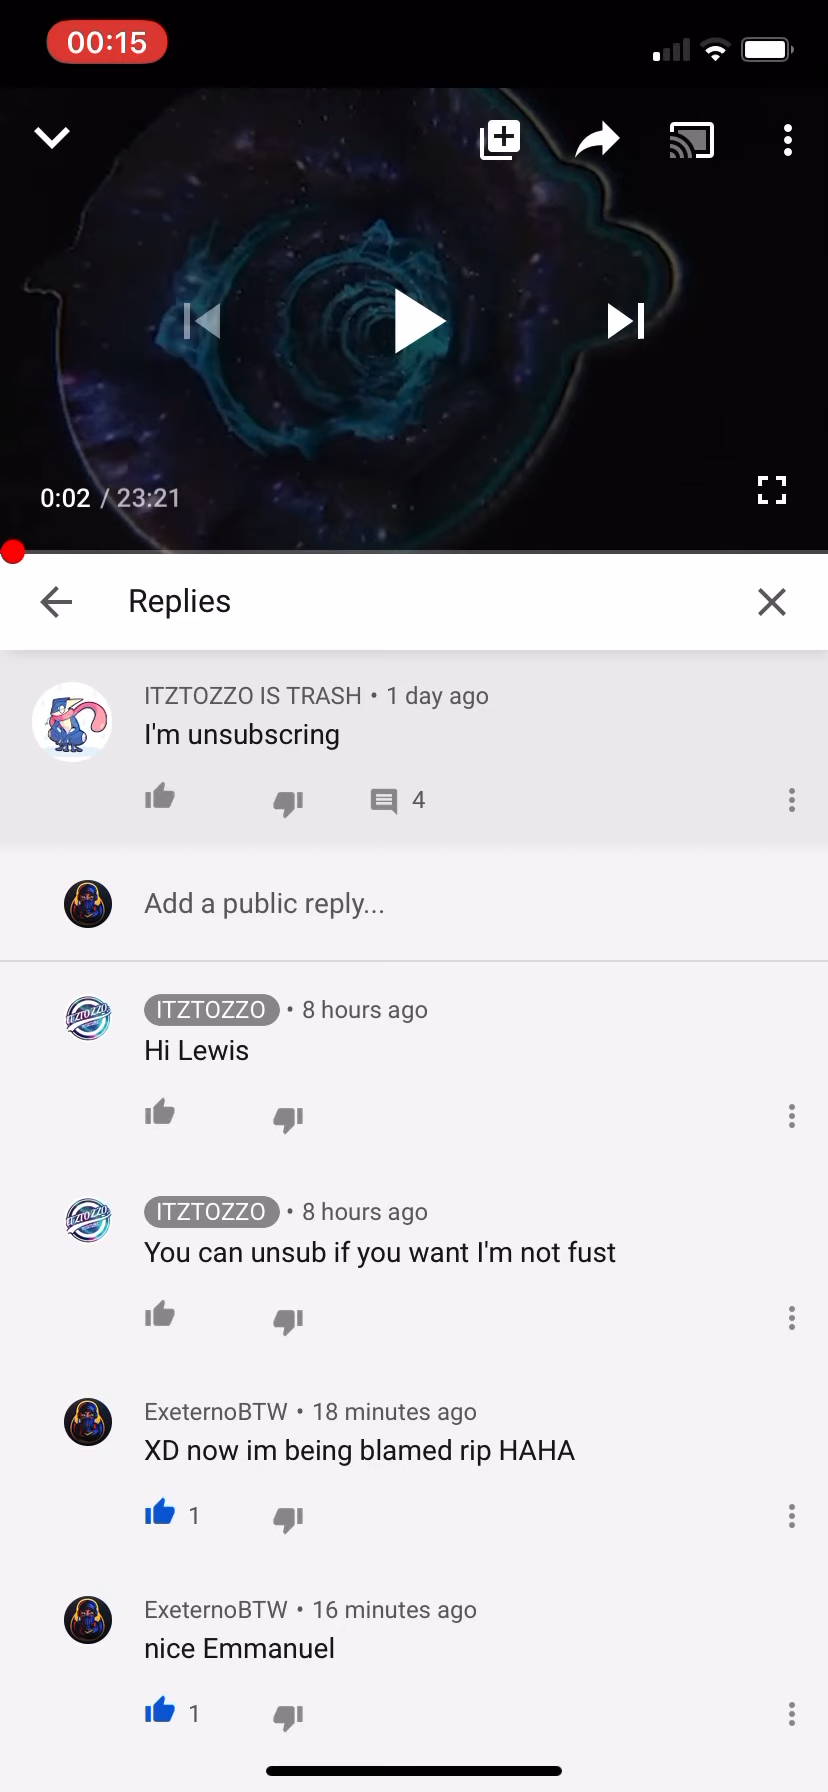 00:15
0:02 / 23:21
Replies
ITZTOZZO IS TRASH • 1 day ago
I'm unsubscring
4
Add a public reply...
ITZTOZZO • 8 hours ago
Hi Lewis
ITZTOZZO • 8 hours ago
You can unsub if you want I'm not fust
ExeternoBTW • 18 minutes ago
XD now im being blamed rip HAHA
1
ExeternoBTW • 16 minutes ago
nice Emmanuel
1